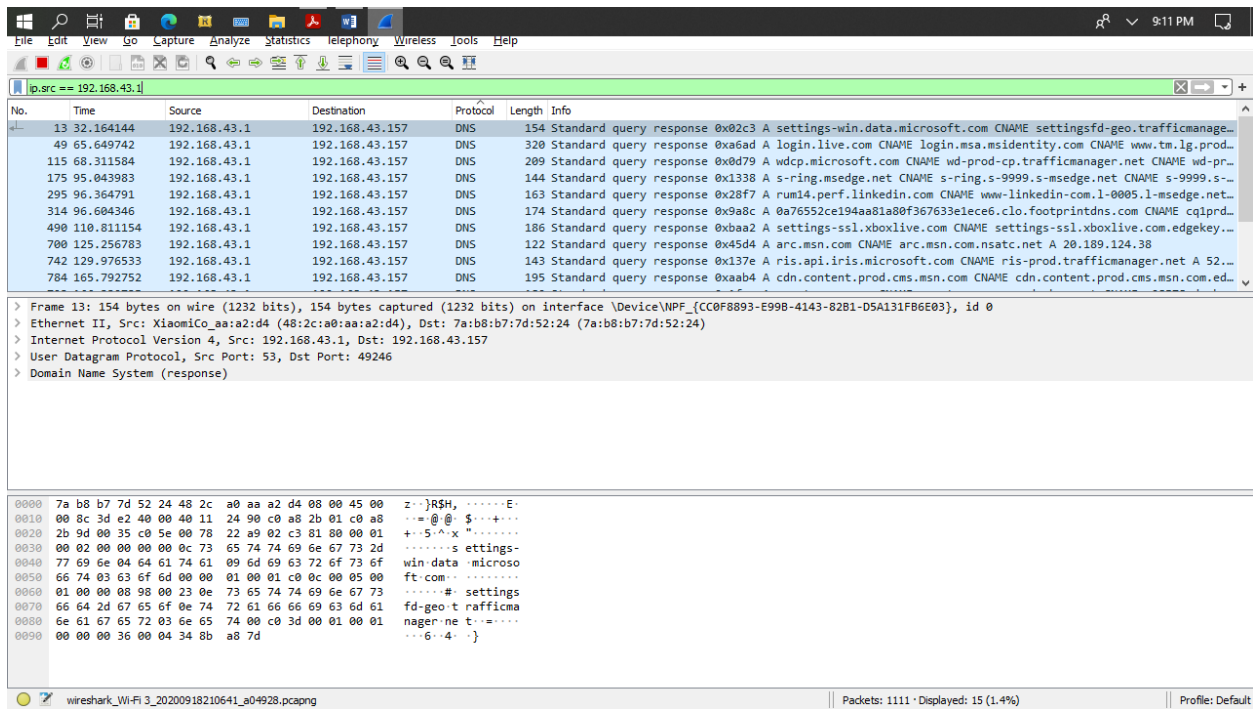 9:11 PM
File Edit View Go Capture Analyze Statistics Telephony Wireless Tools Help
ip.src == 192.168.43.1
No. Time Source Destination Protocol Length Info
13 32.164144 192.168.43.1 192.168.43.157 DNS 154 Standard query response 0x02c3 A settings-win.data.microsoft.com CNAME settingsfd-geo.trafficmanage…
49 65.649742 192.168.43.1 192.168.43.157 DNS 320 Standard query response 0xa6ad A login.live.com CNAME login.msa.msidentity.com CNAME www.tm.lg.prod…
115 68.311584 192.168.43.1 192.168.43.157 DNS 209 Standard query response 0x0d79 A wdcp.microsoft.com CNAME wd-prod-cp.trafficmanager.net CNAME wd-pr…
175 95.043983 192.168.43.1 192.168.43.157 DNS 144 Standard query response 0x1338 A s-ring.msedge.net CNAME s-ring.s-9999.s-msedge.net CNAME s-9999.s-…
295 96.364791 192.168.43.1 192.168.43.157 DNS 163 Standard query response 0x28f7 A rum14.perf.linkedin.com CNAME www-linkedin-com.l-0005.l-msedge.net…
314 96.604346 192.168.43.1 192.168.43.157 DNS 174 Standard query response 0x9a8c A 0a76552ce194aa81a80f367633e1ece6.clo.footprintdns.com CNAME cq1prd…
490 110.811154 192.168.43.1 192.168.43.157 DNS 186 Standard query response 0xbaa2 A settings-ssl.xboxlive.com CNAME settings-ssl.xboxlive.com.edgekey.…
700 125.256783 192.168.43.1 192.168.43.157 DNS 122 Standard query response 0x45d4 A arc.msn.com CNAME arc.msn.com.nsatc.net A 20.189.124.38
742 129.976533 192.168.43.1 192.168.43.157 DNS 143 Standard query response 0x137e A ris.api.iris.microsoft.com CNAME ris-prod.trafficmanager.net A 52.…
784 165.792752 192.168.43.1 192.168.43.157 DNS 195 Standard query response 0xaab4 A cdn.content.prod.cms.msn.com CNAME cdn.content.prod.cms.msn.com.ed…
> Frame 13: 154 bytes on wire (1232 bits), 154 bytes captured (1232 bits) on interface \Device\NPF_{CC0F8893-E99B-4143-82B1-D5A131FB6E03}, id 0
> Ethernet II, Src: XiaomiCo_aa:a2:d4 (48:2c:a0:aa:a2:d4), Dst: 7a:b8:b7:7d:52:24 (7a:b8:b7:7d:52:24)
> Internet Protocol Version 4, Src: 192.168.43.1, Dst: 192.168.43.157
> User Datagram Protocol, Src Port: 53, Dst Port: 49246
> Domain Name System (response)
0000 7a b8 b7 7d 52 24 48 2c a0 aa a2 d4 08 00 45 00 z··}R$H, ······E·
0010 00 8c 3d e2 40 00 40 11 24 90 c0 a8 2b 01 c0 a8 ··=·@·@· $···+···
0020 2b 9d 00 35 c0 5e 00 78 22 a9 02 c3 81 80 00 01 +··5·^·x "·······
0030 00 02 00 00 00 00 0c 73 65 74 74 69 6e 67 73 2d ·······s ettings-
0040 77 69 6e 04 64 61 74 61 09 6d 69 63 72 6f 73 6f win·data ·microso
0050 66 74 03 63 6f 6d 00 00 01 00 01 c0 0c 00 05 00 ft·com·· ········
0060 01 00 00 08 98 00 23 0e 73 65 74 74 69 6e 67 73 ······#· settings
0070 66 64 2d 67 65 6f 0e 74 72 61 66 66 69 63 6d 61 fd-geo·t rafficma
0080 6e 61 67 65 72 03 6e 65 74 00 c0 3d 00 01 00 01 nager·ne t··=····
0090 00 00 00 36 00 04 34 8b a8 7d ···6··4· ·}
wireshark_Wi-Fi 3_20200918210641_a04928.pcapng Packets: 1111 · Displayed: 15 (1.4%) Profile: Default